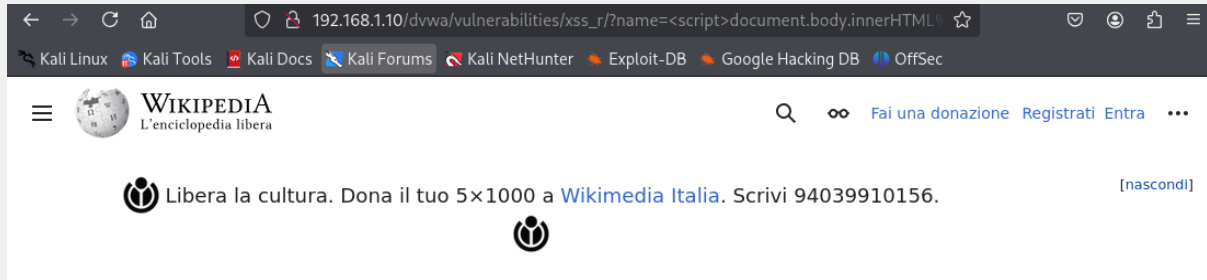 192.168.1.10/dvwa/vulnerabilities/xss_r/?name=<script>document.body.innerHTML%
Kali Linux Kali Tools Kali Docs Kali Forums Kali NetHunter Exploit-DB Google Hacking DB OffSec
WIKIPEDIA Fai una donazione Registrati Entra
L'enciclopedia libera
Libera la cultura. Dona il tuo 5×1000 a Wikimedia Italia. Scrivi 94039910156. [nascondi]